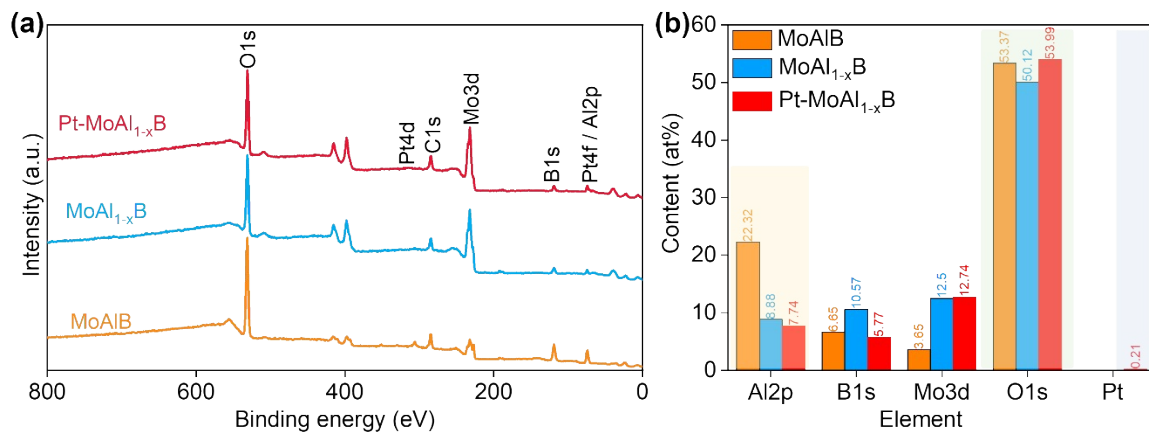 (a)
O1s
Pt4d
C1s
Mo3d
B1s
Pt4f / Al2p
Pt-MoAl1-xB
MoAl1-xB
MoAlB
Intensity (a.u.)
800
600
400
200
0
Binding energy (eV)
(b)
MoAlB
MoAl1-xB
Pt-MoAl1-xB
60
50
40
30
20
10
0
Content (at%)
22.32
8.88
7.74
6.65
10.57
5.77
3.65
12.5
12.74
53.37
50.12
53.99
0.21
Al2p
B1s
Mo3d
O1s
Pt
Element